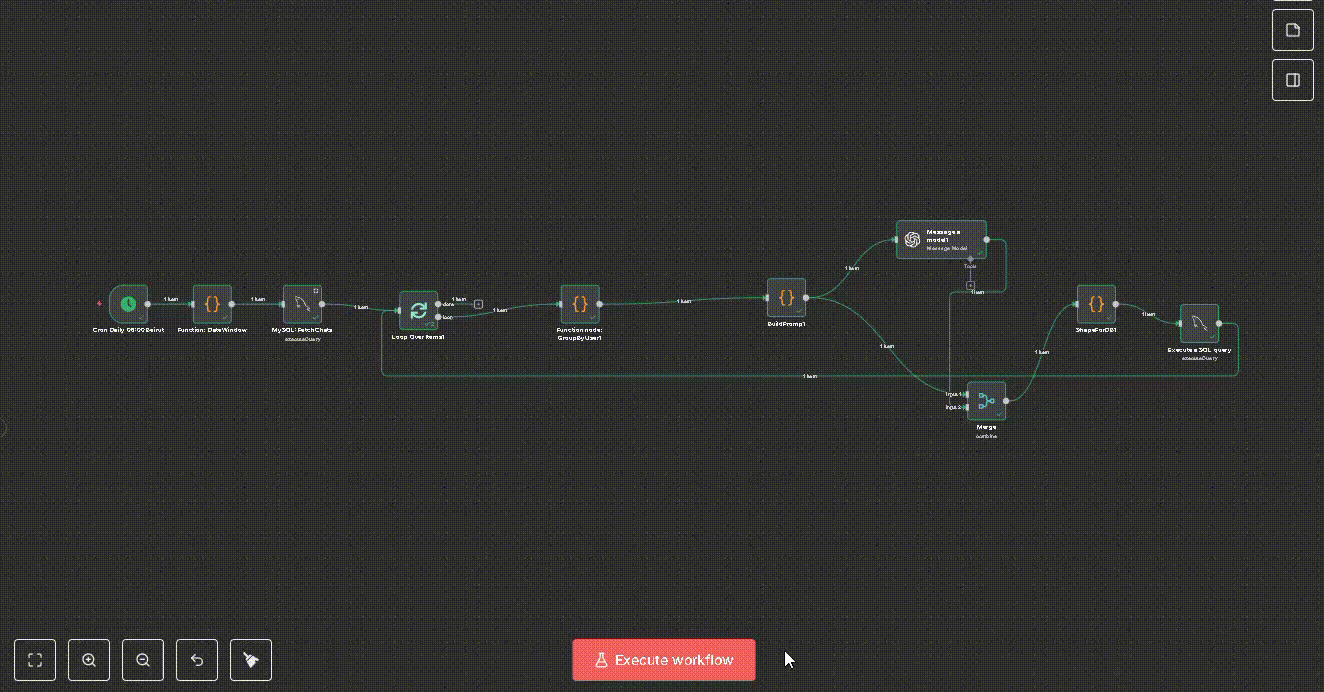 Message a
model1
Message Model
Tools
1 item
1 item
1 item
1 item
1 item
1 item
done
loop
1 item
1 item
1 item
1 item
Cron Daily 06:00 Beirut
Function: DateWindow
MySQL: FetchChats
executeQuery
Loop Over Items1
Function node:
GroupByUser1
BuildPromp1
ShapeForDB1
Execute a SQL query
executeQuery
1 item
1 item
1 item
Input 1
Input 2
Merge
combine
Execute workflow